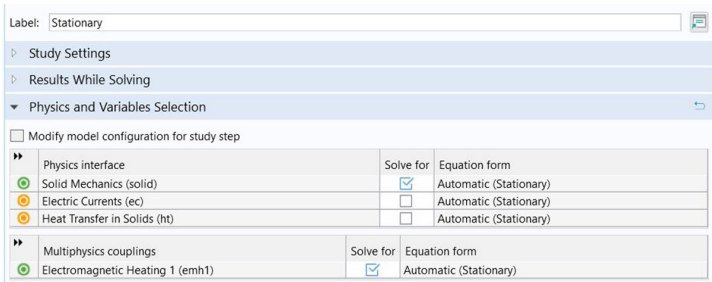 Label: Stationary
Study Settings
Results While Solving
Physics and Variables Selection
Modify model configuration for study step
Physics interface Solve for Equation form
Solid Mechanics (solid) Automatic (Stationary)
Electric Currents (ec) Automatic (Stationary)
Heat Transfer in Solids (ht) Automatic (Stationary)
Multiphysics couplings Solve for Equation form
Electromagnetic Heating 1 (emh1) Automatic (Stationary)